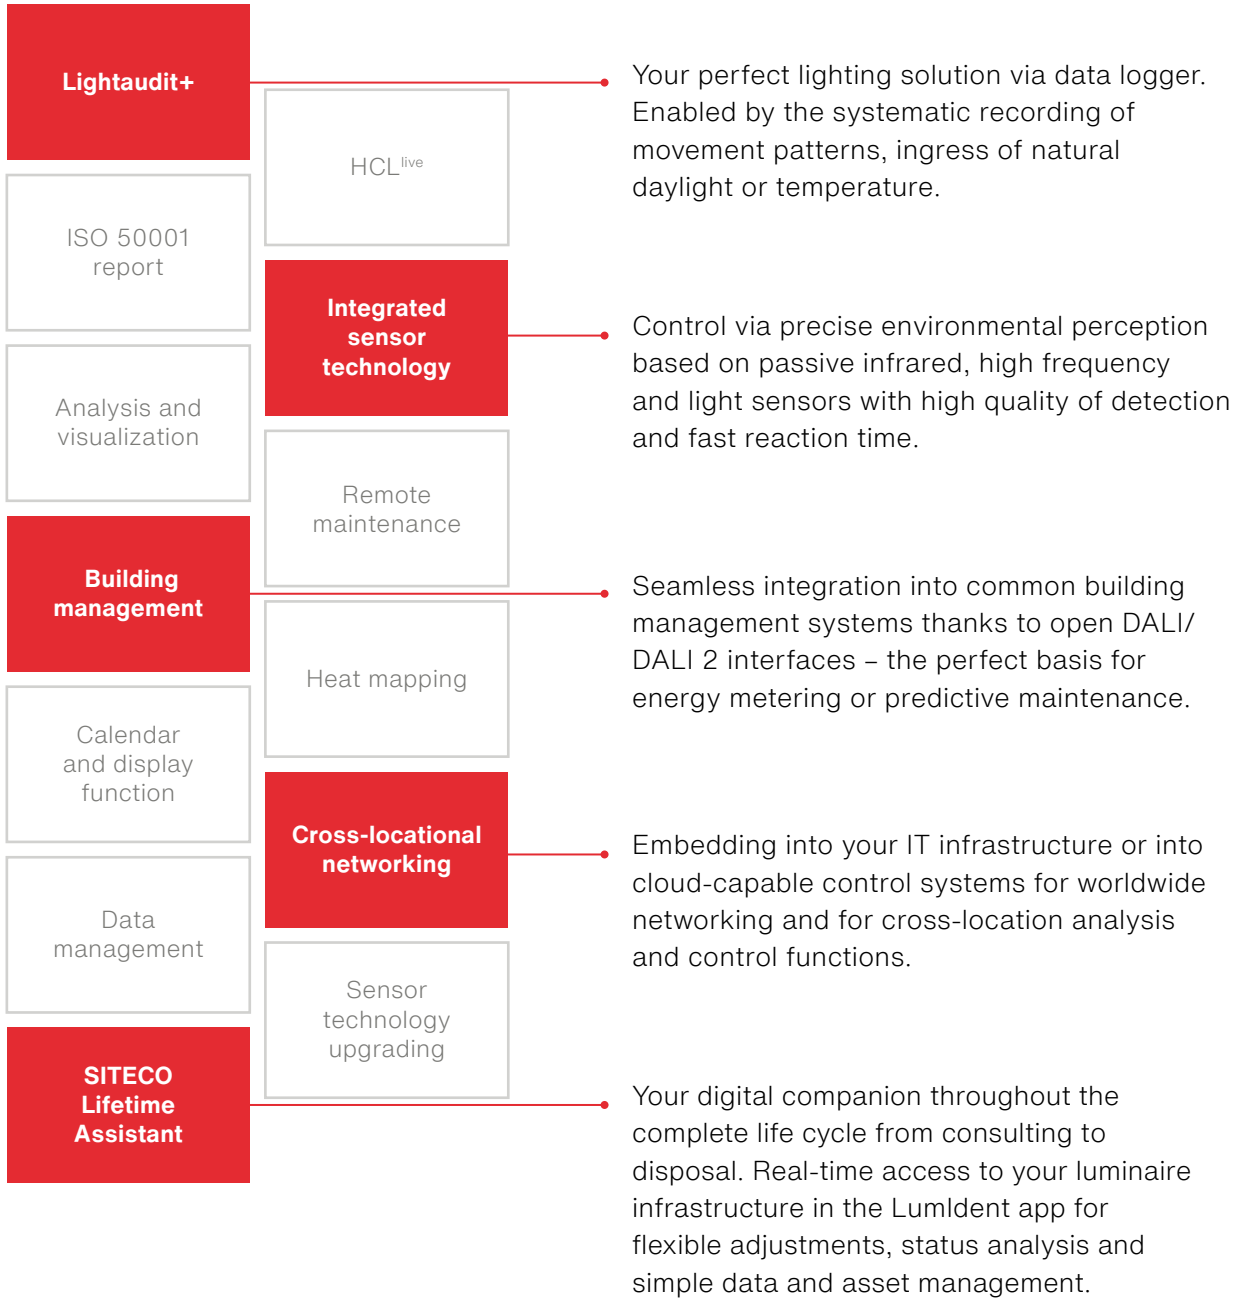 Lightaudit+
Your perfect lighting solution via data logger.
Enabled by the systematic recording of
movement patterns, ingress of natural
daylight or temperature.
HCLlive
ISO 50001
report
Integrated
sensor
technology
Control via precise environmental perception
based on passive infrared, high frequency
and light sensors with high quality of detection
and fast reaction time.
Analysis and
visualization
Remote
maintenance
Building
management
Seamless integration into common building
management systems thanks to open DALI/
DALI 2 interfaces – the perfect basis for
energy metering or predictive maintenance.
Heat mapping
Calendar
and display
function
Cross-locational
networking
Embedding into your IT infrastructure or into
cloud-capable control systems for worldwide
networking and for cross-location analysis
and control functions.
Data
management
Sensor
technology
upgrading
SITECO
Lifetime
Assistant
Your digital companion throughout the
complete life cycle from consulting to
disposal. Real-time access to your luminaire
infrastructure in the LumIdent app for
flexible adjustments, status analysis and
simple data and asset management.